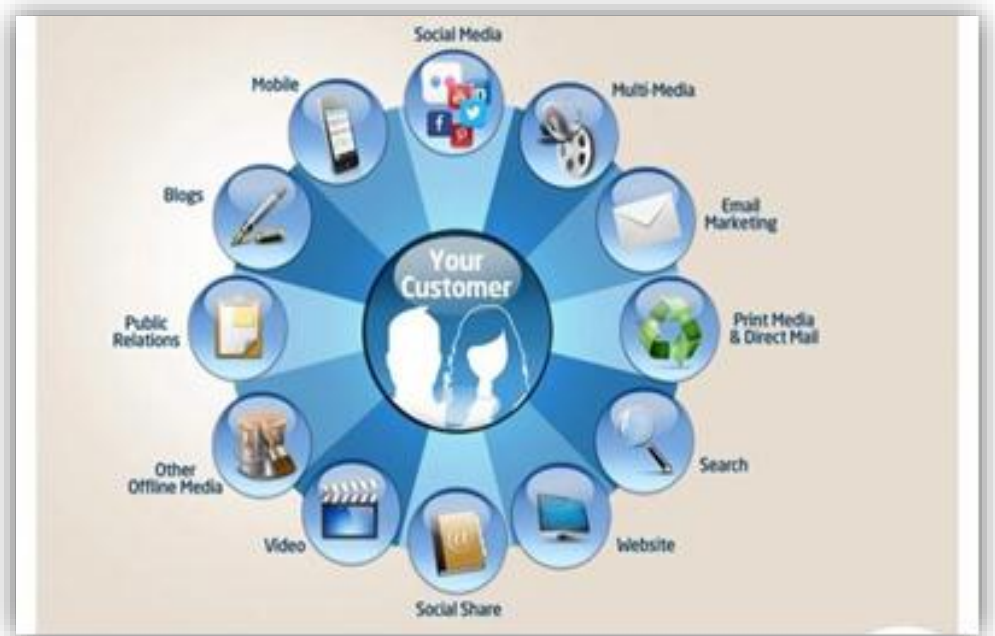 Social Media
Mobile
Multi-Media
Blogs
Email
Marketing
Your
Customer
Public
Relations
Print Media
& Direct Mail
Other
Offline Media
Search
Video
Website
Social Share